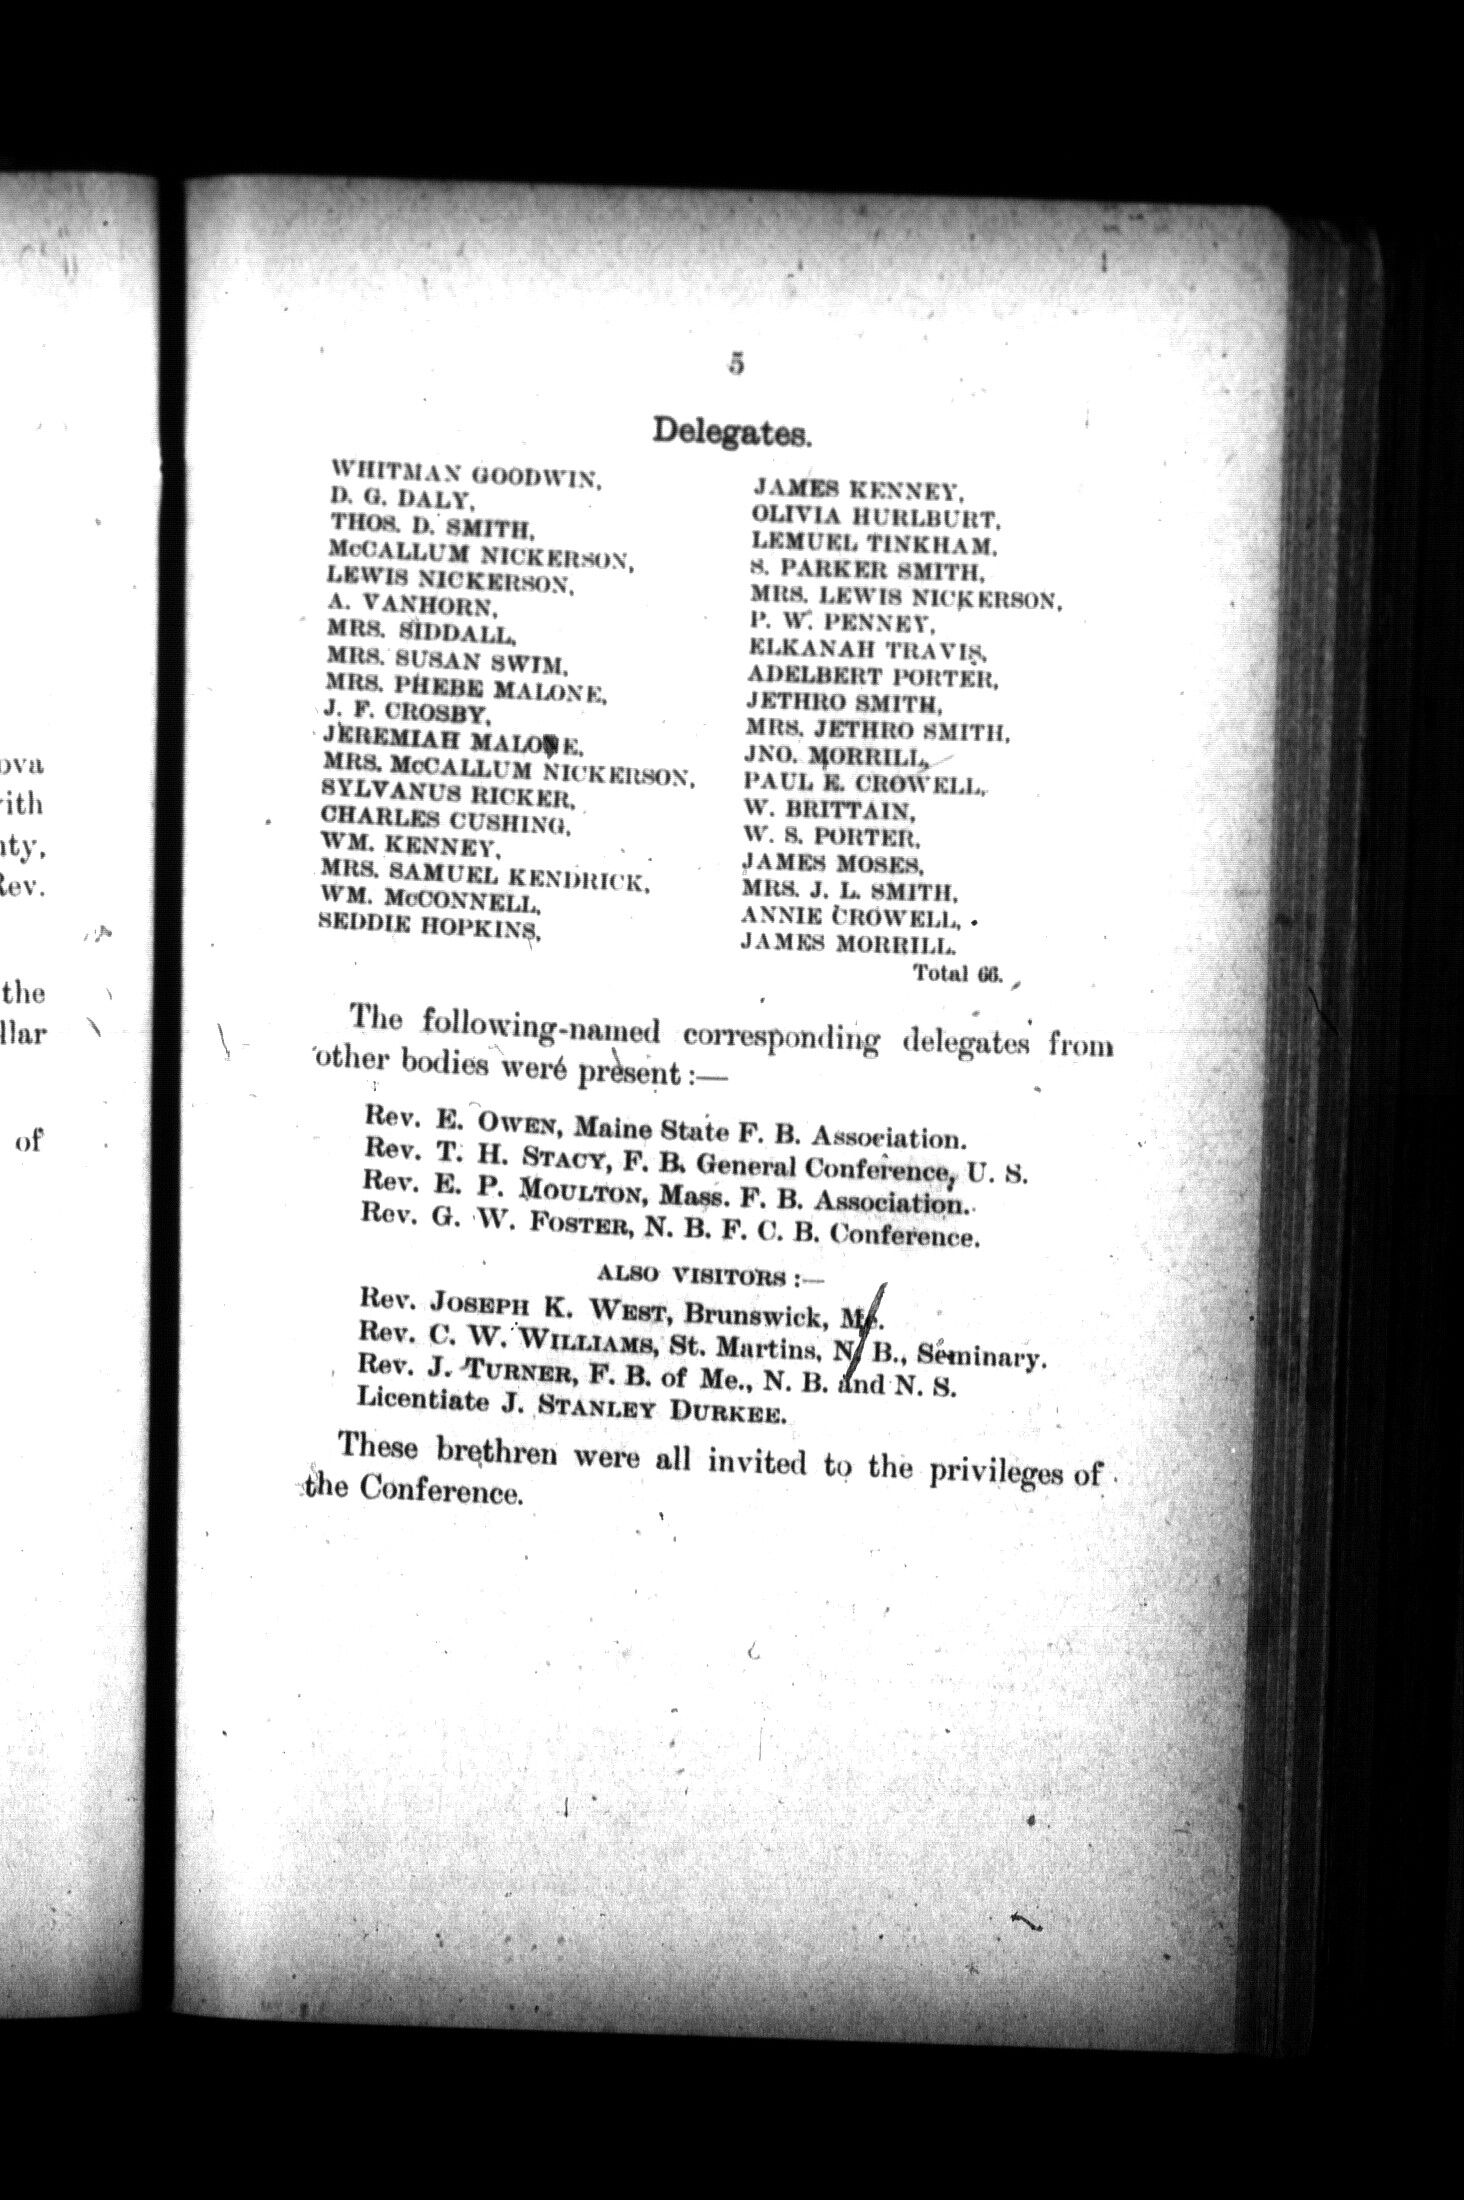 ova
ith
nty,
Rev.
the
llar
of
5
Delegates.
WHITMAN GOODWIN,
D. G. DALY,
THOS. D. SMITH,
McCALLUM NICKERSON,
LEWIS NICKERSON,
A. VANHORN,
MRS. SIDDALL,
MRS. SUSAN SWIM,
MRS. PHEBE MALONE,
J. F. CROSBY,
JEREMIAH MALONE,
MRS. McCALLUM NICKERSON,
SYLVANUS RICKER,
CHARLES CUSHING,
WM. KENNEY,
MRS. SAMUEL KENDRICK,
WM. McCONNELL,
SEDDIE HOPKINS,
JAMES KENNEY,
OLIVIA HURLBURT,
LEMUEL TINKHAM,
S. PARKER SMITH,
MRS. LEWIS NICKERSON,
P. W. PENNEY,
ELKANAH TRAVIS,
ADELBERT PORTER,
JETHRO SMITH,
MRS. JETHRO SMITH,
JNO. MORRILL,
PAUL E. CROWELL,
W. BRITTAIN,
W. S. PORTER,
JAMES MOSES,
MRS. J. L. SMITH,
ANNIE CROWELL,
JAMES MORRILL.
Total 66.
The following-named corresponding delegates from
other bodies were present :—
Rev. E. OWEN, Maine State F. B. Association.
Rev. T. H. STACY, F. B. General Conference, U. S.
Rev. E. P. MOULTON, Mass. F. B. Association.
Rev. G. W. FOSTER, N. B. F. C. B. Conference.
ALSO VISITORS :—
Rev. JOSEPH K. WEST, Brunswick, Me.
Rev. C. W. WILLIAMS, St. Martins, N. B., Seminary.
Rev. J. TURNER, F. B. of Me., N. B. and N. S.
Licentiate J. STANLEY DURKEE.
These brethren were all invited to the privileges of
the Conference.